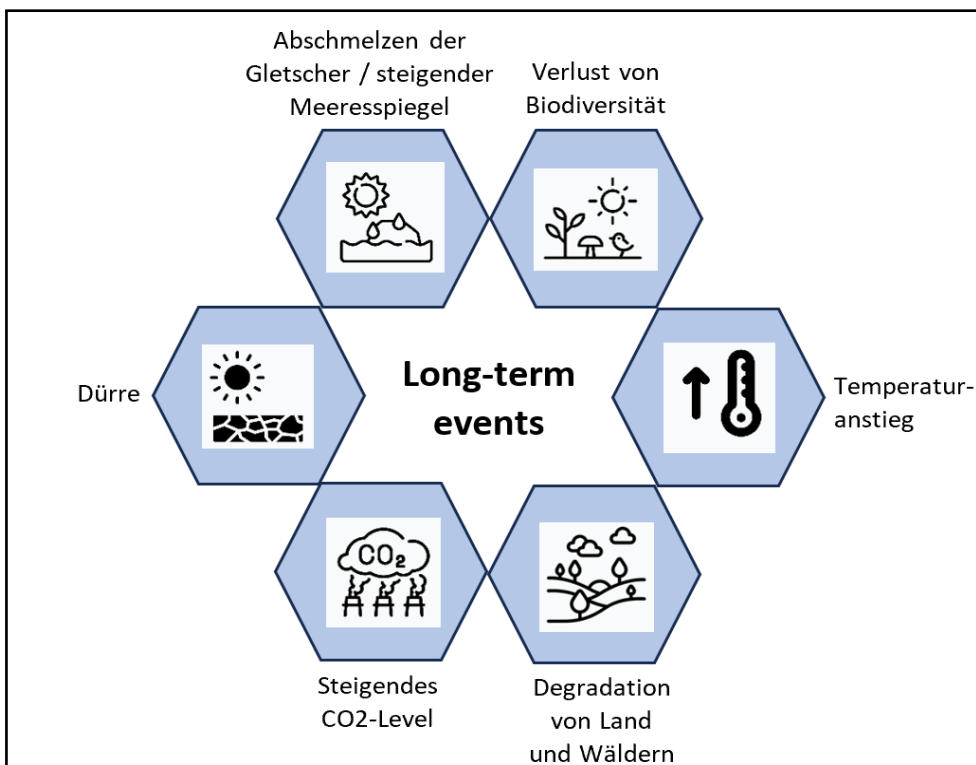 Abschmelzen der
Gletscher / steigender
Meeresspiegel
Verlust von
Biodiversität
Dürre
Long-term
events
Temperatur-
anstieg
CO₂
Steigendes
CO2-Level
Degradation
von Land
und Wäldern